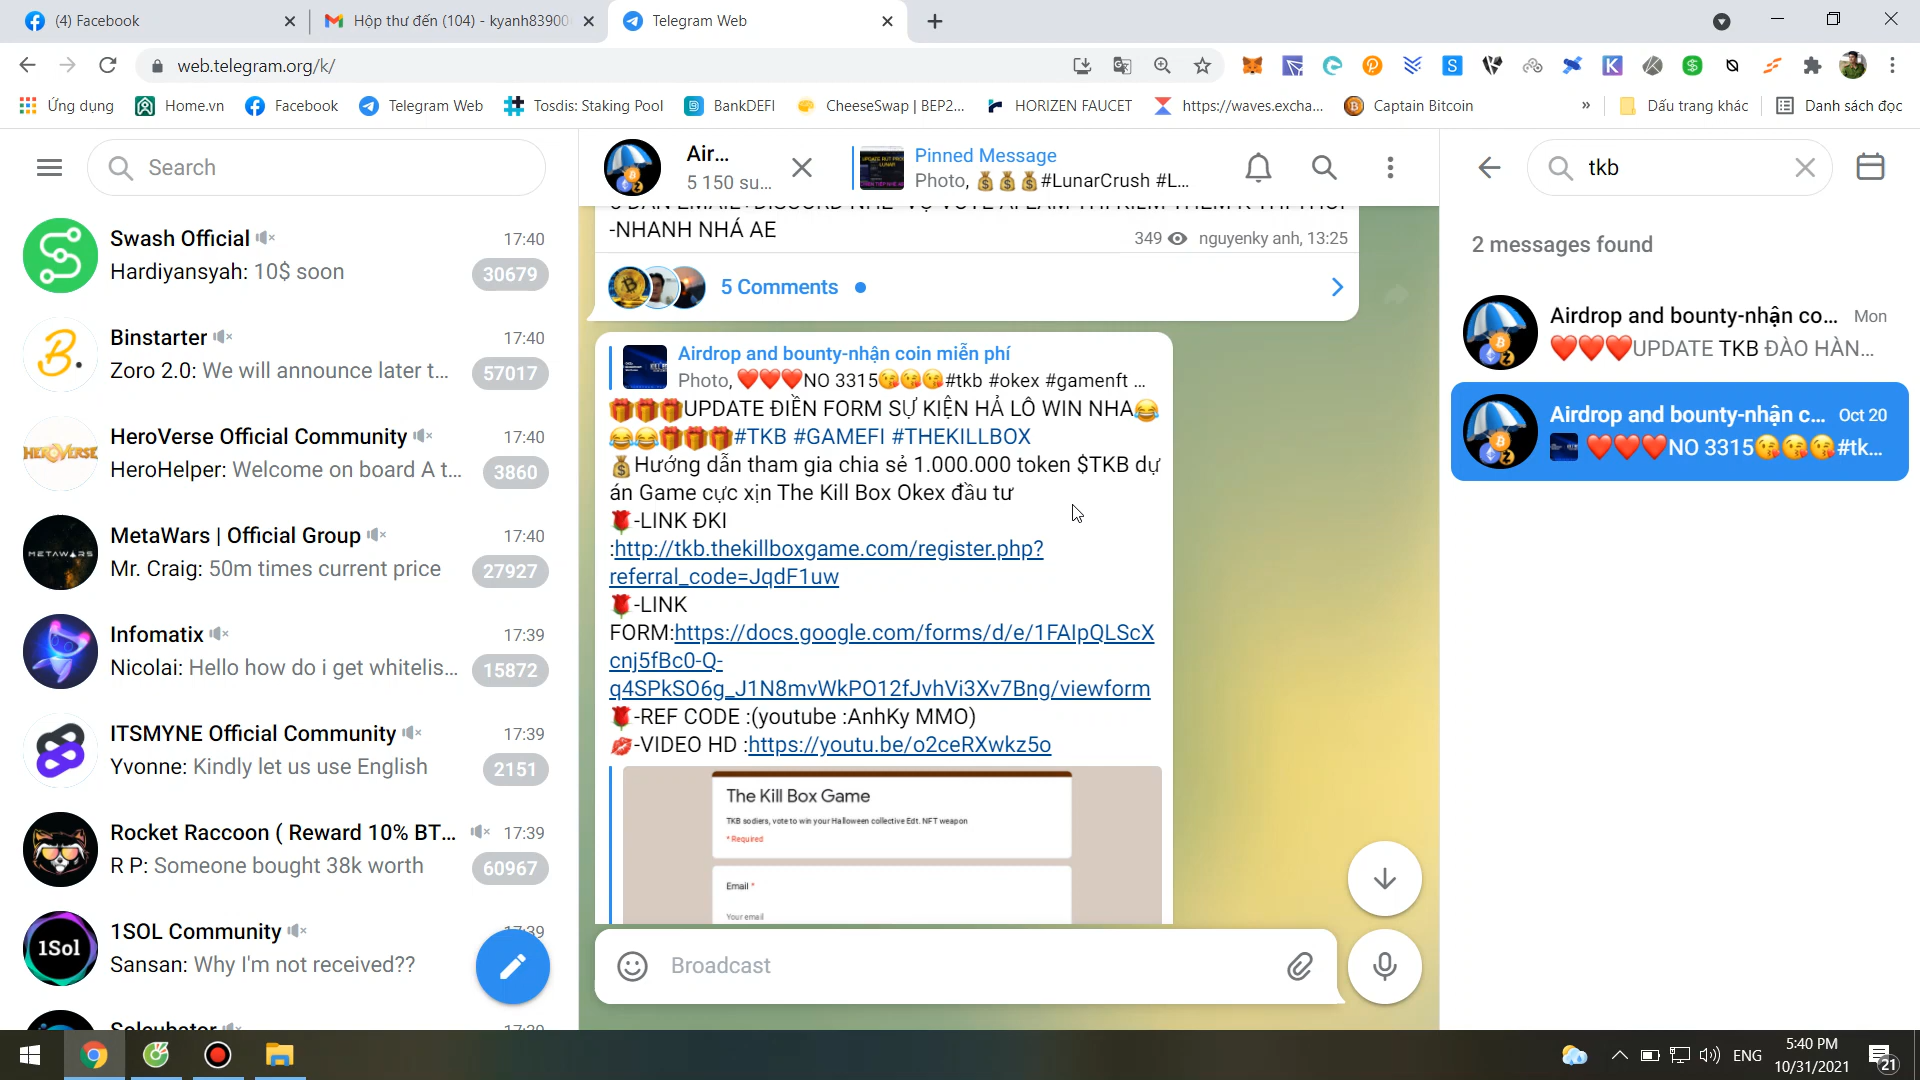 (4) Facebook
Hộp thư đến (104) - kyanh83900
Telegram Web
web.telegram.org/k/
Ứng dụng
Home.vn
Facebook
Telegram Web
Tosdis: Staking Pool
BankDEFI
CheeseSwap | BEP2...
HORIZEN FAUCET
https://waves.excha...
Captain Bitcoin
»
Dấu trang khác
Danh sách đọc
Search
Swash Official
17:40
Hardiyansyah: 10$ soon
30679
Binstarter
17:40
Zoro 2.0: We will announce later t...
57017
HeroVerse Official Community
17:40
HeroHelper: Welcome on board A t...
3860
MetaWars | Official Group
17:40
Mr. Craig: 50m times current price
27927
Infomatix
17:39
Nicolai: Hello how do i get whitelis...
15872
ITSMYNE Official Community
17:39
Yvonne: Kindly let us use English
2151
Rocket Raccoon ( Reward 10% BT...
17:39
R P: Someone bought 38k worth
60967
1SOL Community
17:39
Sansan: Why I'm not received??
Air...
5 150 su...
Pinned Message
Photo, 💰💰💰#LunarCrush #L...
-NHANH NHÁ AE
349 nguyenky anh, 13:25
5 Comments
Airdrop and bounty-nhận coin miễn phí
Photo, ❤️❤️❤️NO 3315😘😘😘#tkb #okex #gamenft ...
🎁🎁🎁UPDATE ĐIỀN FORM SỰ KIỆN HẢ LÔ WIN NHA😂
😂😂🎁🎁🎁#TKB #GAMEFI #THEKILLBOX
💰Hướng dẫn tham gia chia sẻ 1.000.000 token $TKB dự
án Game cực xịn The Kill Box Okex đầu tư
🌹-LINK ĐKI
:http://tkb.thekillboxgame.com/register.php?
referral_code=JqdF1uw
🌹-LINK
FORM:https://docs.google.com/forms/d/e/1FAIpQLScX
cnj5fBc0-Q-
q4SPkSO6g_J1N8mvWkPO12fJvhVi3Xv7Bng/viewform
🌹-REF CODE :(youtube :AnhKy MMO)
💋-VIDEO HD :https://youtu.be/o2ceRXwkz5o
The Kill Box Game
TKB sodiers, vote to win your Halloween collective Edt. NFT weapon
* Required
Email *
Your email
Broadcast
tkb
2 messages found
Airdrop and bounty-nhận co...
Mon
❤️❤️❤️UPDATE TKB ĐÀO HÀN...
Airdrop and bounty-nhận c...
Oct 20
❤️❤️❤️NO 3315😘😘😘#tk...
ENG
5:40 PM
10/31/2021
21